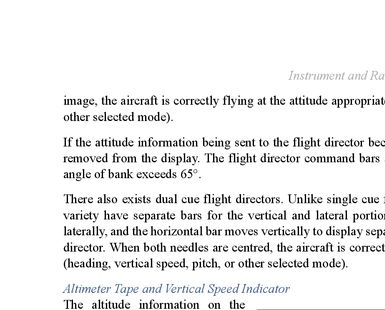 Instrument and Ra
image, the aircraft is correctly flying at the attitude appropriate
other selected mode).
If the attitude information being sent to the flight director bec
removed from the display. The flight director command bars
angle of bank exceeds 65°.
There also exists dual cue flight directors. Unlike single cue
variety have separate bars for the vertical and lateral portion
laterally, and the horizontal bar moves vertically to display sepa
director. When both needles are centred, the aircraft is correct
(heading, vertical speed, pitch, or other selected mode).
Altimeter Tape and Vertical Speed Indicator
The altitude information on the